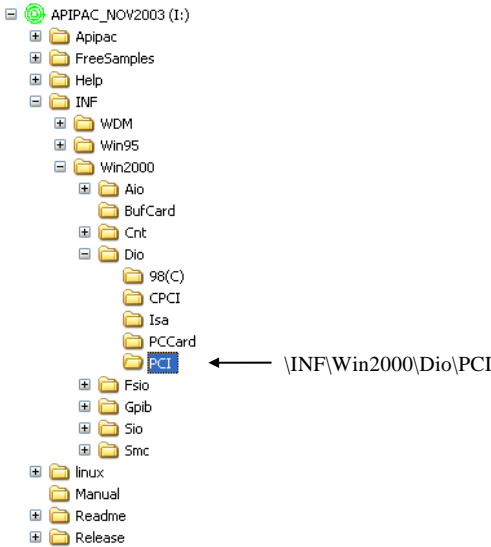 APIPAC_NOV2003 (I:)
Apipac
FreeSamples
Help
INF
WDM
Win95
Win2000
Aio
BufCard
Cnt
Dio
98(C)
CPCI
Isa
PCCard
PCI
\INF\Win2000\Dio\PCI
Fsio
Gpib
Sio
Smc
linux
Manual
Readme
Release